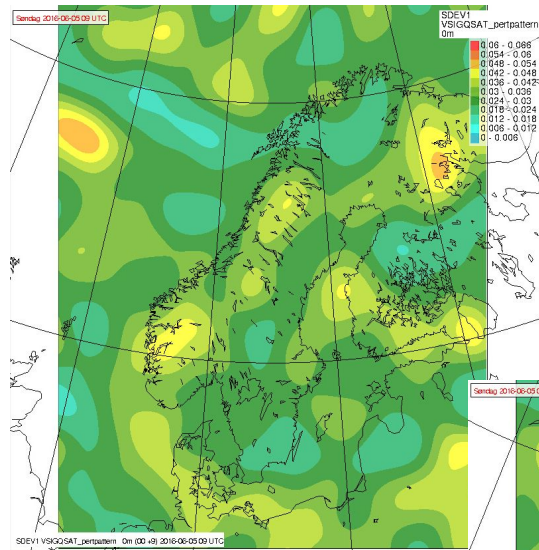 Søndag 2016-06-05 09 UTC
SDEV1
VSIGQSAT_pertpattern
0m
0.06 - 0.066
0.054 - 0.06
0.048 - 0.054
0.042 - 0.048
0.036 - 0.042
0.03 - 0.036
0.024 - 0.03
0.018 - 0.024
0.012 - 0.018
0.006 - 0.012
0 - 0.006
Søndag 2016-06-05 0
SDEV1 VSIGQSAT_pertpattern 0m (00 +9) 2016-06-05 09 UTC